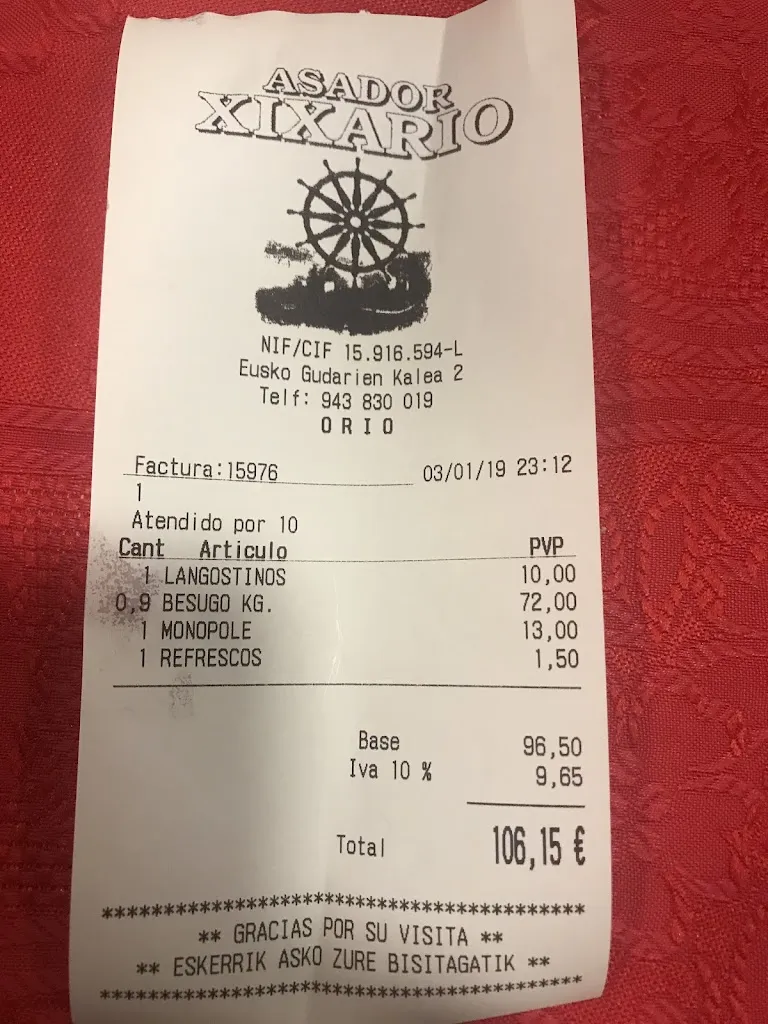 ASADOR
XIXARIO
NIF/CIF 15.916.594-L
Eusko Gudarien Kalea 2
Telf: 943 830 019
ORIO
Factura:15976 03/01/19 23:12
1
Atendido por 10
Cant Articulo PVP
1 LANGOSTINOS 10,00
0,9 BESUGO KG. 72,00
1 MONOPOLE 13,00
1 REFRESCOS 1,50
Base 96,50
Iva 10 % 9,65
Total 106,15 €
****************************************
** GRACIAS POR SU VISITA **
** ESKERRIK ASKO ZURE BISITAGATIK **
****************************************